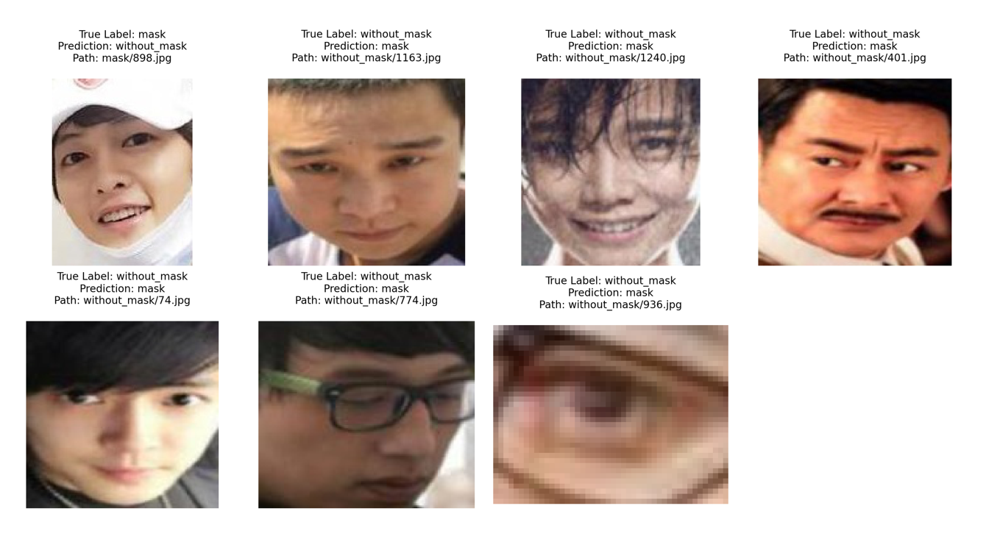 True Label: mask
Prediction: without_mask
Path: mask/898.jpg
True Label: without_mask
Prediction: mask
Path: without_mask/1163.jpg
True Label: without_mask
Prediction: mask
Path: without_mask/1240.jpg
True Label: without_mask
Prediction: mask
Path: without_mask/401.jpg
True Label: without_mask
Prediction: mask
Path: without_mask/74.jpg
True Label: without_mask
Prediction: mask
Path: without_mask/774.jpg
True Label: without_mask
Prediction: mask
Path: without_mask/936.jpg